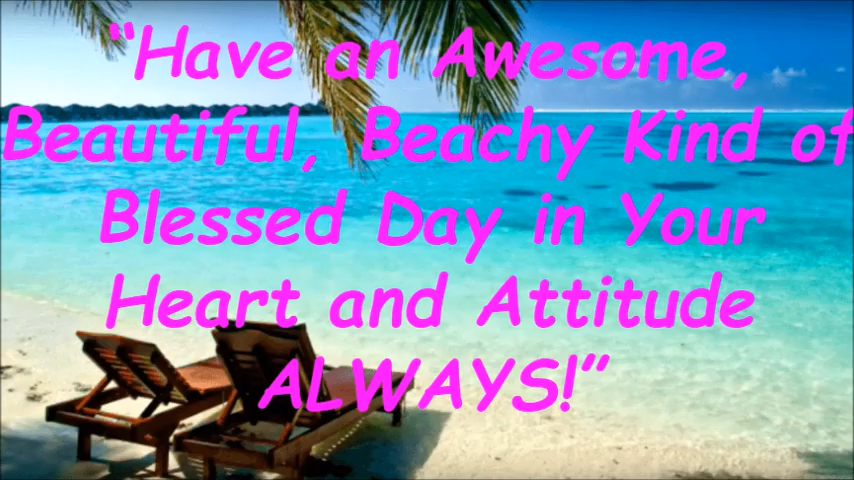 “Have an Awesome,
Beautiful, Beachy Kind of
Blessed Day in Your
Heart and Attitude
ALWAYS!”